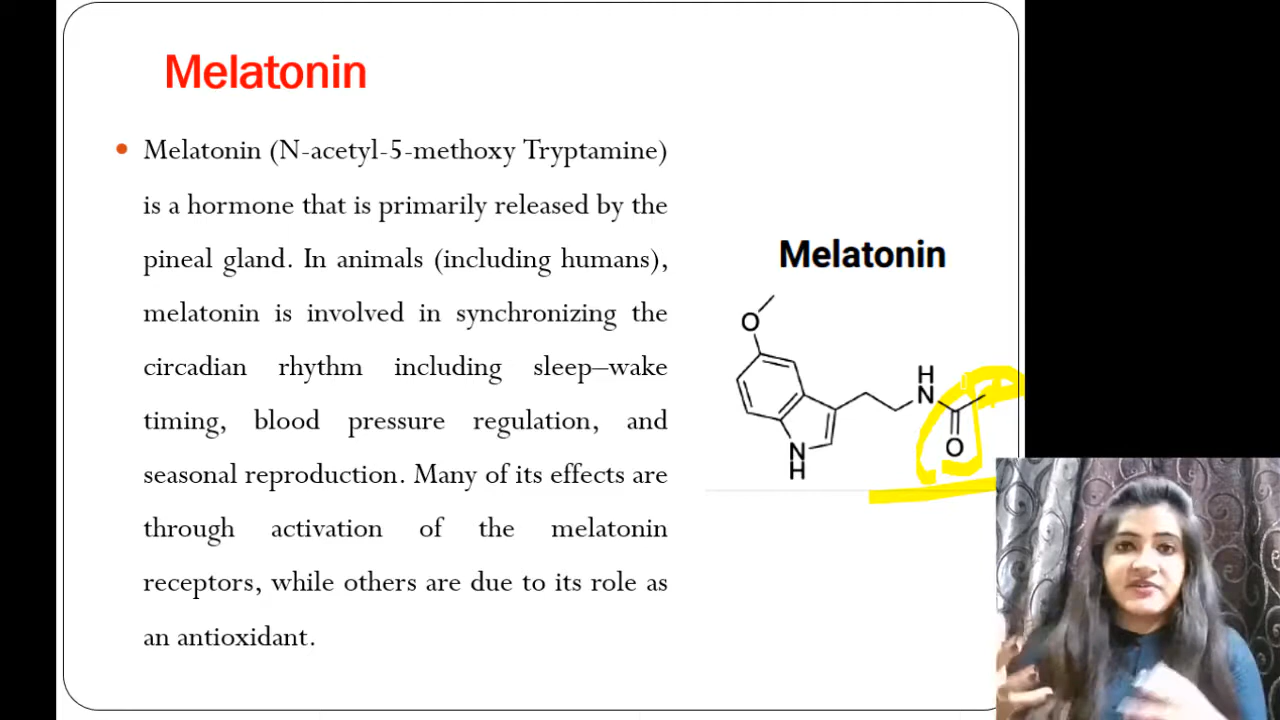 Melatonin
Melatonin (N-acetyl-5-methoxy Tryptamine)
is a hormone that is primarily released by the
pineal gland. In animals (including humans),
melatonin is involved in synchronizing the
circadian rhythm including sleep–wake
timing, blood pressure regulation, and
seasonal reproduction. Many of its effects are
through activation of the melatonin
receptors, while others are due to its role as
an antioxidant.
Melatonin
O
H
N
O
N
H